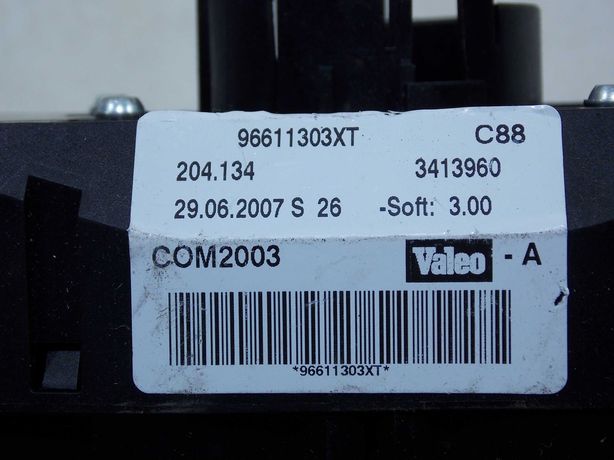 96611303XT C88
204.134 3413960
29.06.2007 S 26 -Soft: 3.00
COM2003 Valeo - A
*96611303XT*